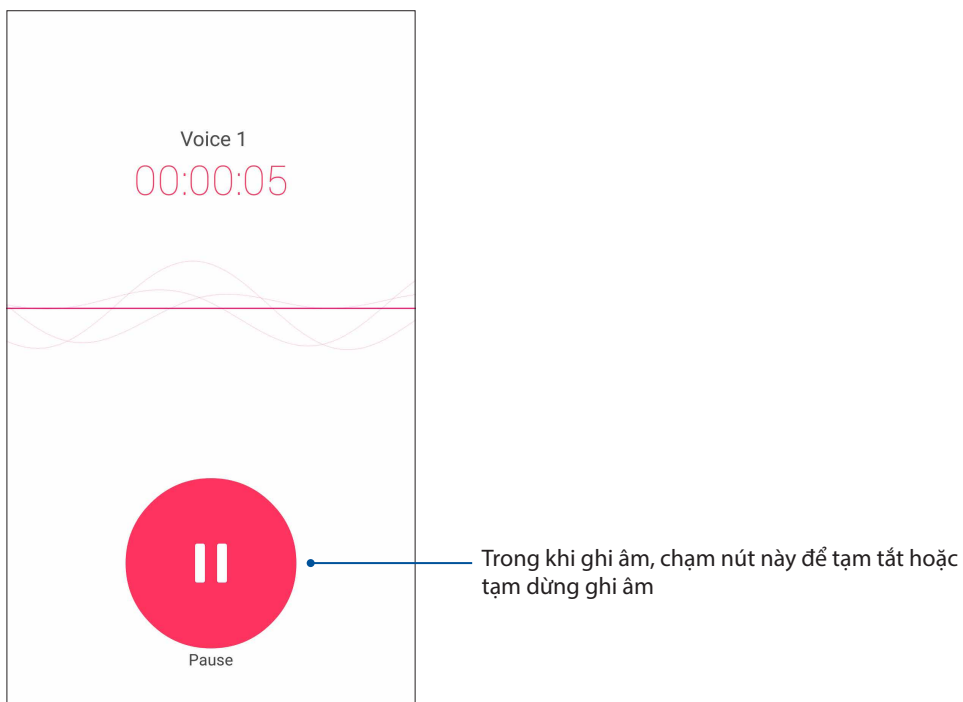 Voice 1
00:00:05
Trong khi ghi âm, chạm nút này để tạm tắt hoặc
tạm dừng ghi âm
Pause